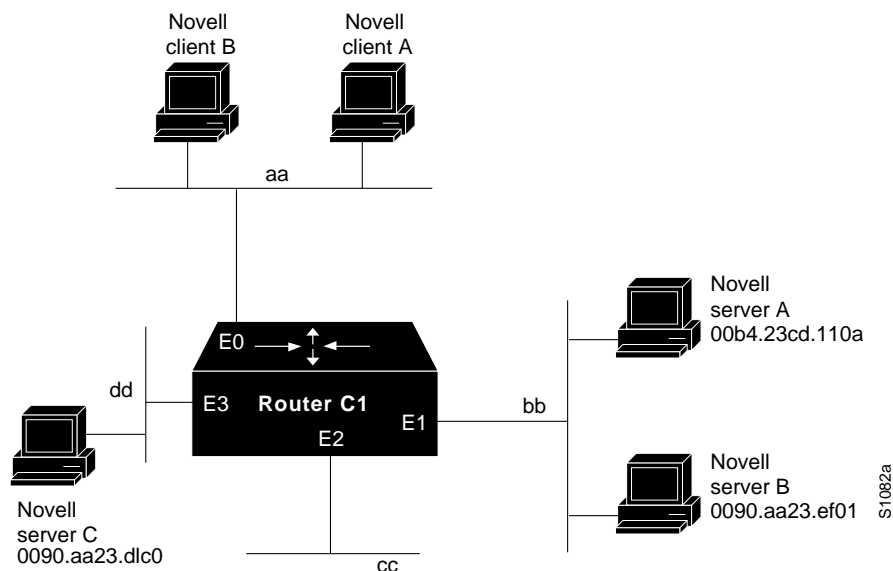 Novell
client B
Novell
client A
aa
Novell
server A
00b4.23cd.110a
E0
dd
E3
Router C1
E1
bb
E2
Novell
server B
0090.aa23.ef01
S1082a
Novell
server C
0090.aa23.dlc0
cc